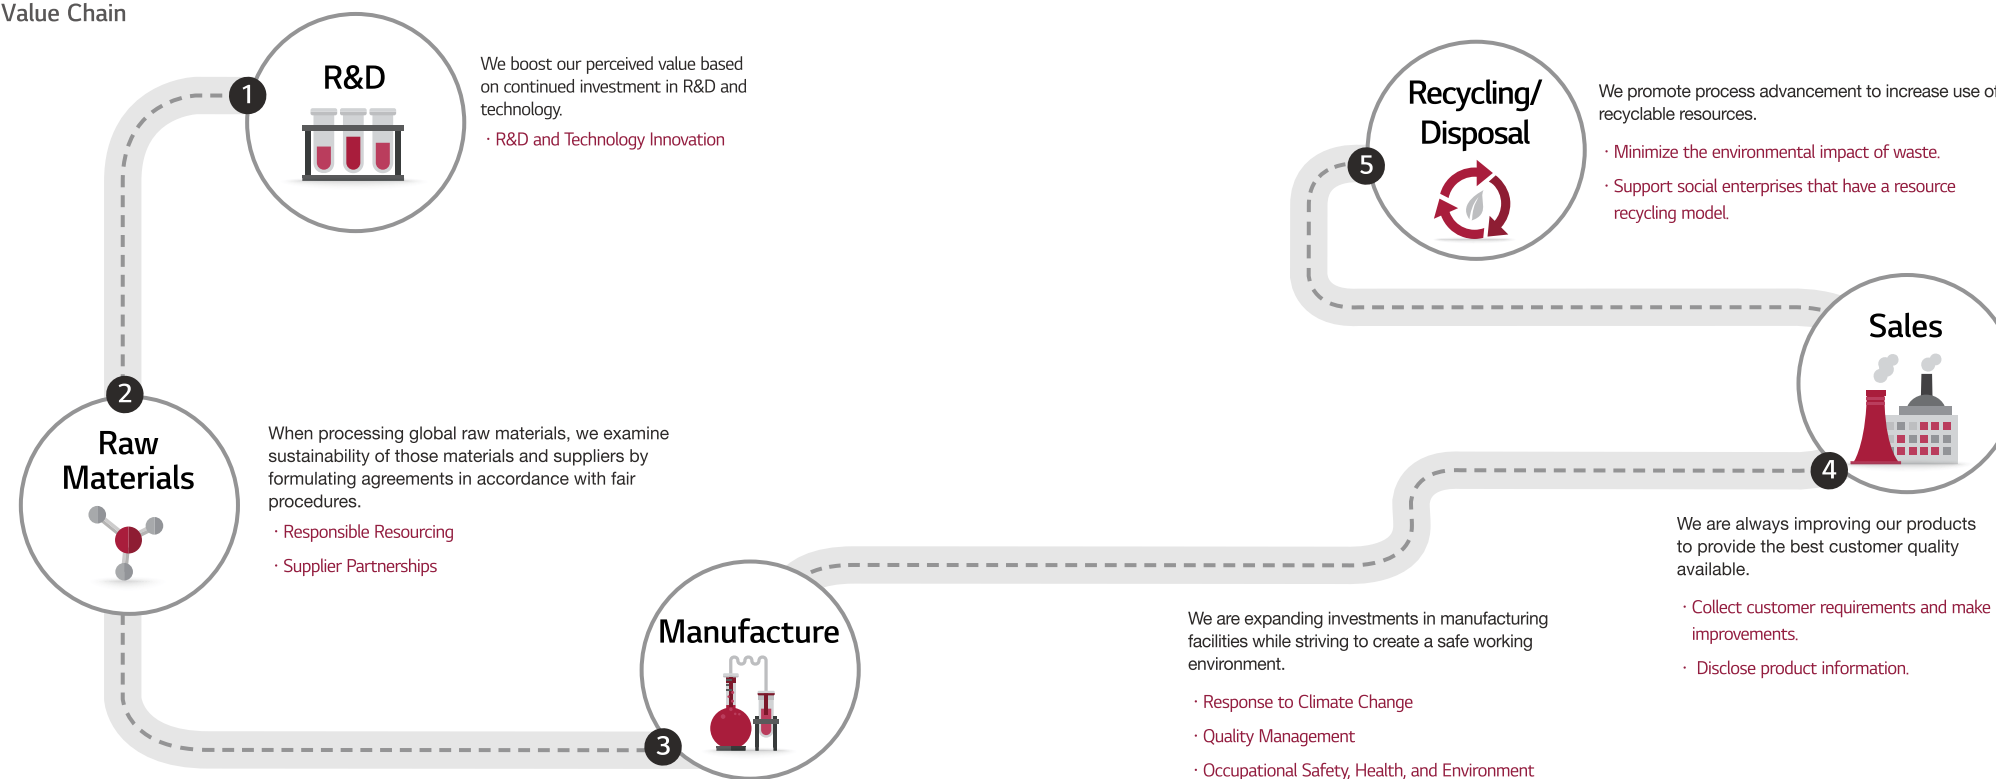 Value Chain
1
R&D
We boost our perceived value based
on continued investment in R&D and
technology.
· R&D and Technology Innovation
2
Raw
Materials
When processing global raw materials, we examine
sustainability of those materials and suppliers by
formulating agreements in accordance with fair
procedures.
· Responsible Resourcing
· Supplier Partnerships
3
Manufacture
We are expanding investments in manufacturing
facilities while striving to create a safe working
environment.
· Response to Climate Change
· Quality Management
· Occupational Safety, Health, and Environment
4
Sales
We are always improving our products
to provide the best customer quality
available.
· Collect customer requirements and make
improvements.
· Disclose product information.
5
Recycling/
Disposal
We promote process advancement to increase use of
recyclable resources.
· Minimize the environmental impact of waste.
· Support social enterprises that have a resource
recycling model.